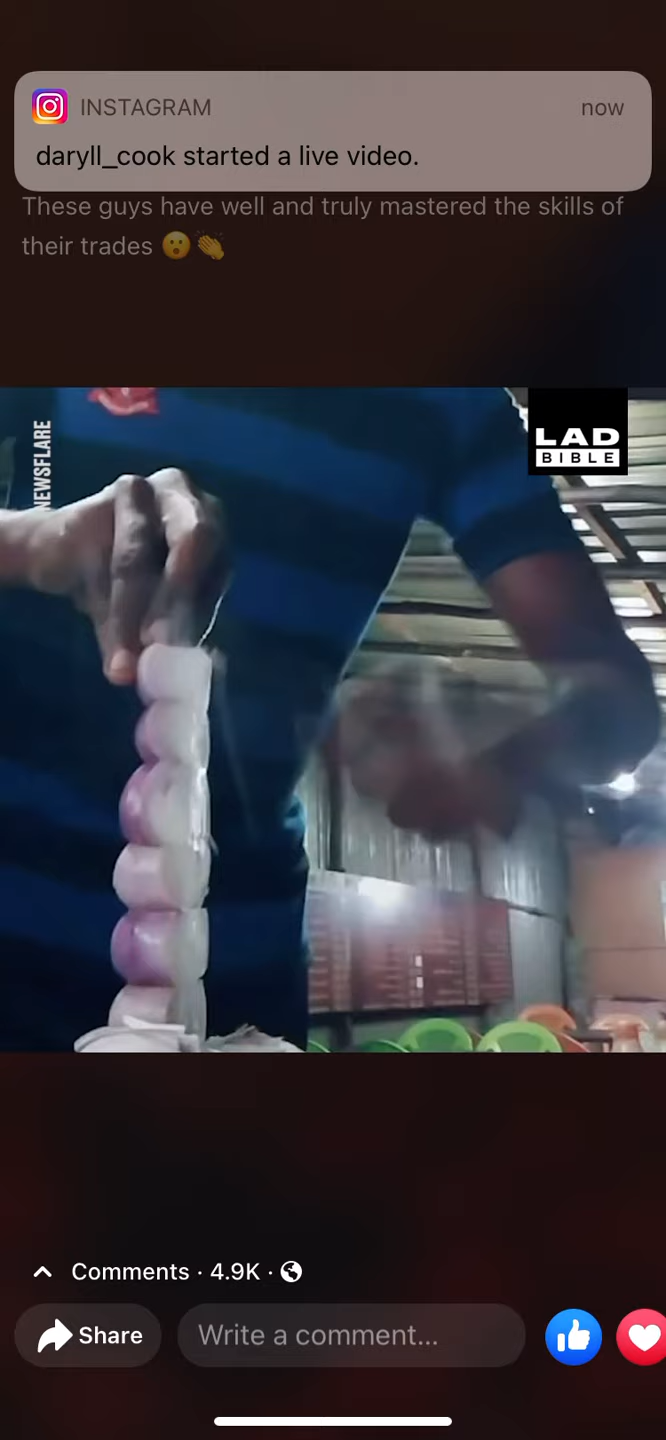 INSTAGRAM
now
daryll_cook started a live video.
These guys have well and truly mastered the skills of
their trades 😮👏
NEWSFLARE
LAD
BIBLE
Comments · 4.9K ·
Share
Write a comment...